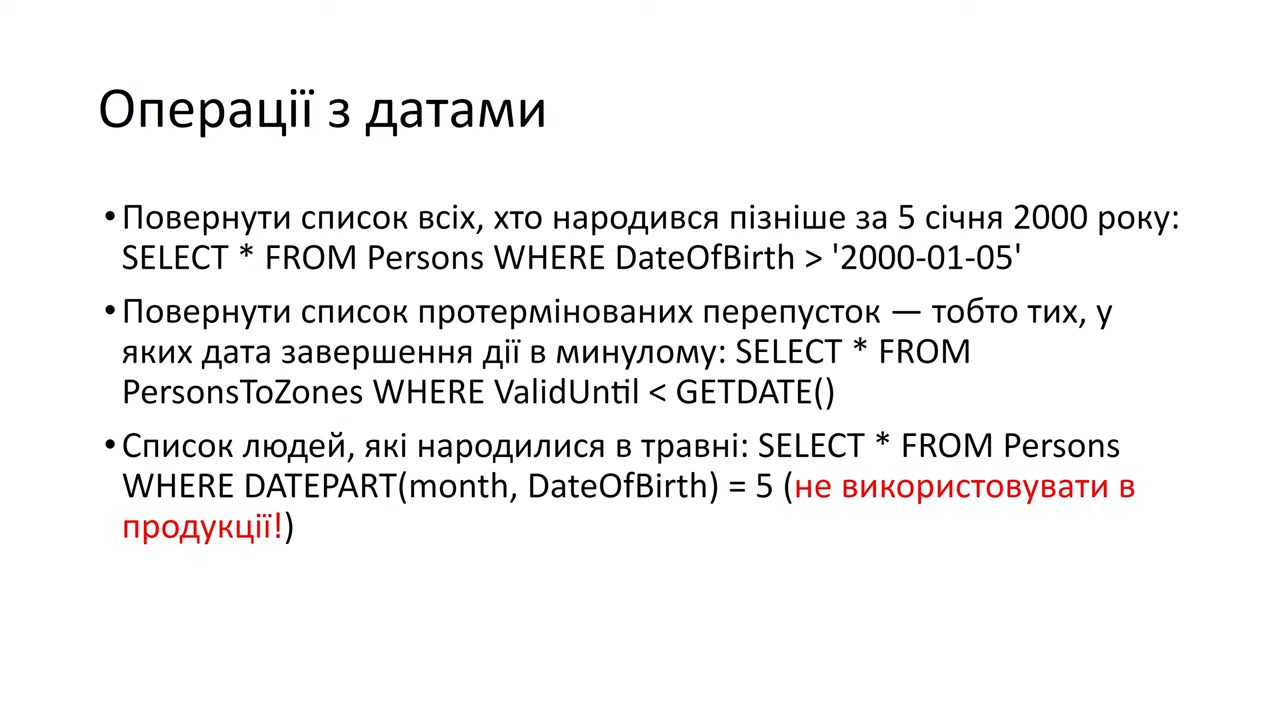 Операції з датами
• Повернути список всіх, хто народився пізніше за 5 січня 2000 року:
SELECT * FROM Persons WHERE DateOfBirth > '2000-01-05'
• Повернути список протермінованих перепусток — тобто тих, у
яких дата завершення дії в минулому: SELECT * FROM
PersonsToZones WHERE ValidUntil < GETDATE()
• Список людей, які народилися в травні: SELECT * FROM Persons
WHERE DATEPART(month, DateOfBirth) = 5 (не використовувати в
продукції!)